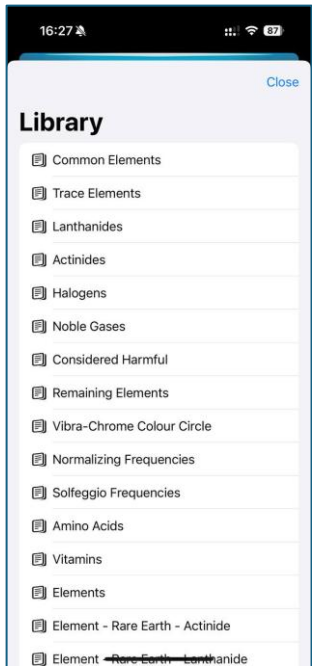 16:27
87
Close
Library
Common Elements
Trace Elements
Lanthanides
Actinides
Halogens
Noble Gases
Considered Harmful
Remaining Elements
Vibra-Chrome Colour Circle
Normalizing Frequencies
Solfeggio Frequencies
Amino Acids
Vitamins
Elements
Element - Rare Earth - Actinide
Element - Rare Earth - Lanthanide